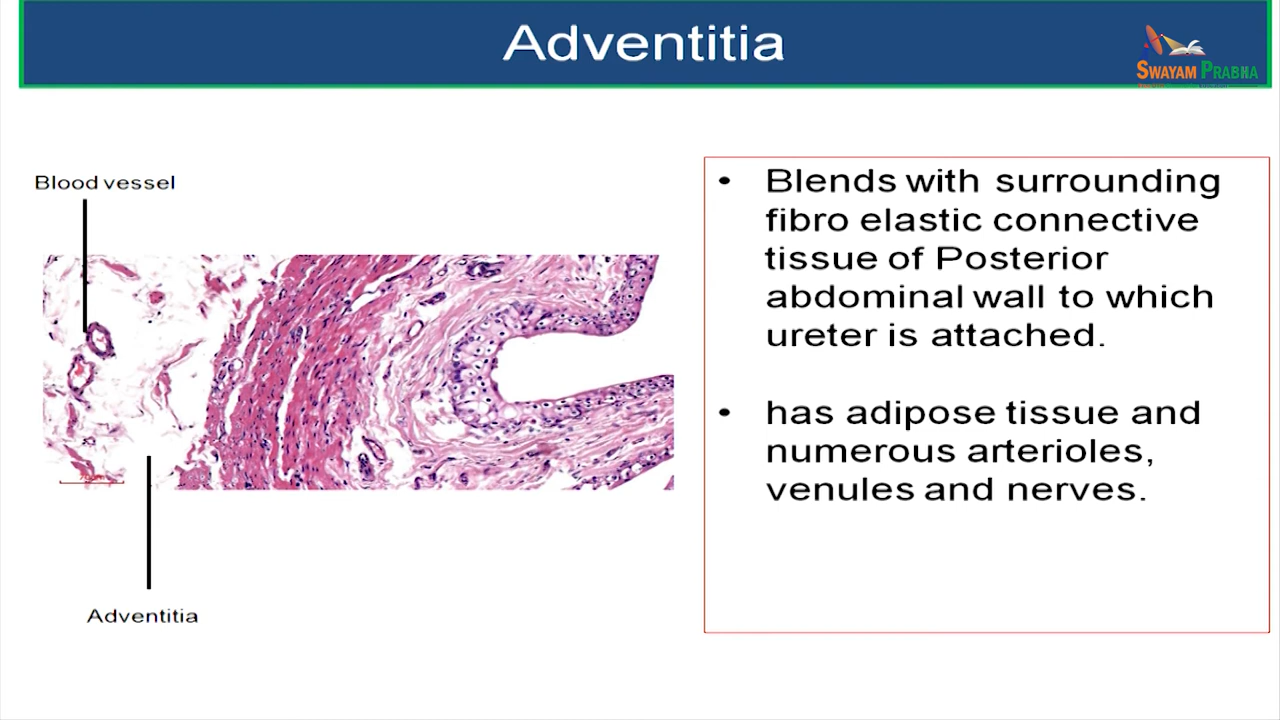 Adventitia
SWAYAM PRABHA
Blood vessel
Adventitia
• Blends with surrounding
fibro elastic connective
tissue of Posterior
abdominal wall to which
ureter is attached.
• has adipose tissue and
numerous arterioles,
venules and nerves.